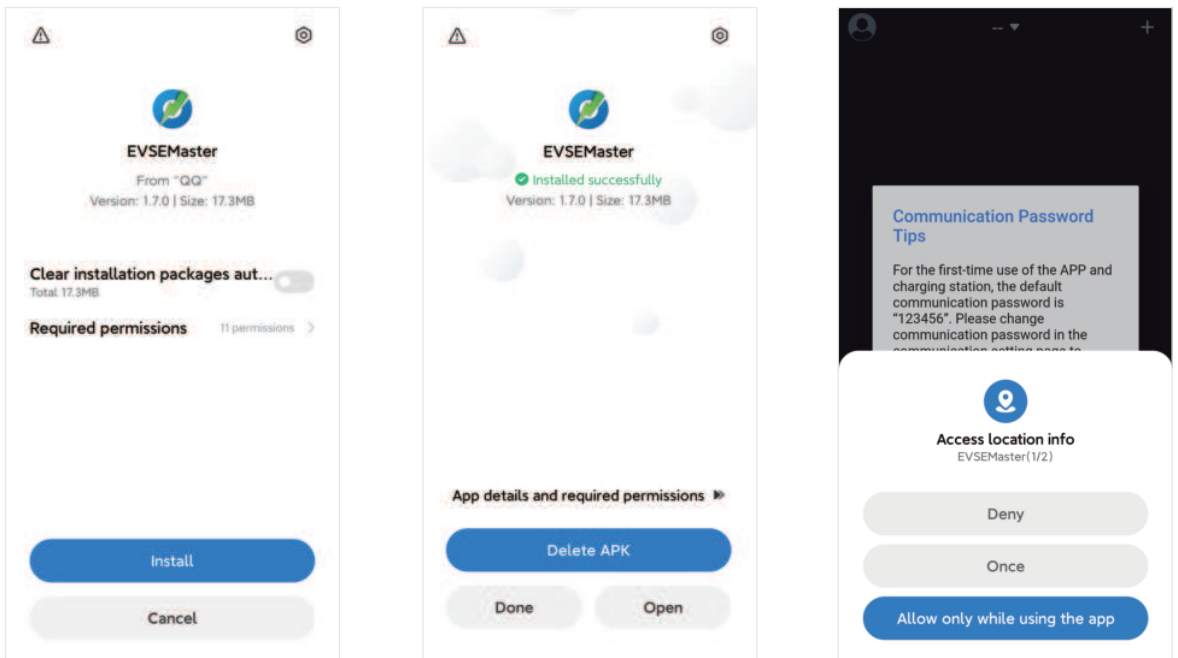 EVSEMaster
From "QQ"
Version: 1.7.0 | Size: 17.3MB
Clear installation packages aut...
Total 17.3MB
Required permissions 11 permissions
Install
Cancel
EVSEMaster
Installed successfully
Version: 1.7.0 | Size: 17.3MB
App details and required permissions
Delete APK
Done Open
--
Communication Password
Tips
For the first-time use of the APP and
charging station, the default
communication password is
"123456". Please change
communication password in the
communication setting page to
Access location info
EVSEMaster(1/2)
Deny
Once
Allow only while using the app